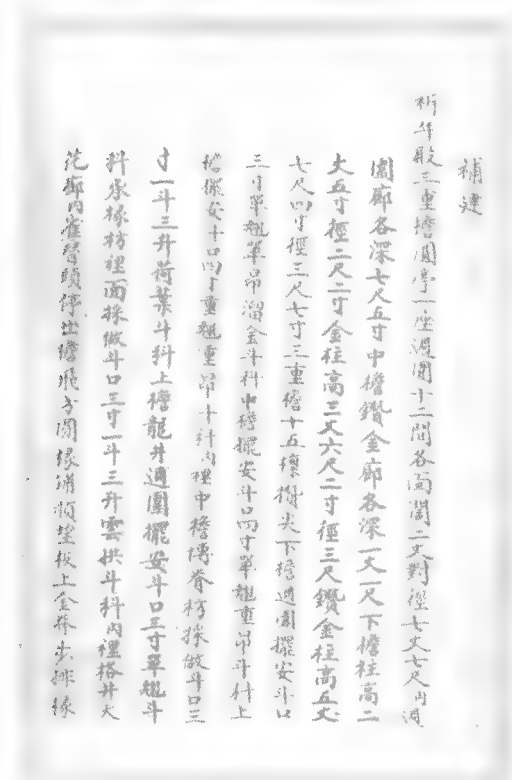 補建
祈年殿三重擔圓亭一座週圍十二間各面闊二丈對徑七丈七尺內週
圍廊各深七尺五寸中檐鑽金廊各深一丈一尺下檐柱高二
丈五寸徑二尺二寸金柱高三丈六尺二寸徑三尺鑽金柱高五丈
七尺四寸徑三尺七寸三重檐十五檁攢尖下檐週圍擺安斗口
三寸單翹單昂溜金斗科中檐擺安斗口四寸單翹重昂斗科上
檐擺安斗口四寸重翹重昂斗科內裡中檐摶脊枋採做斗口三
寸一斗三升荷葉斗科上檐龍井週圍擺安斗口三寸單翹斗
科承椽枋裡面採做斗口三寸一斗三升雲拱斗科內裡搭井天
花廊內雀替頭停出檐飛子圓椽滿頂望板上金葬步排椽